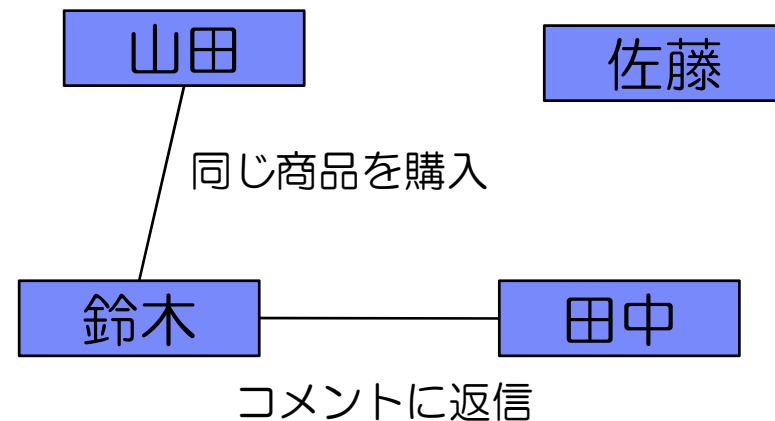 山田
佐藤
同じ商品を購入
鈴木
田中
コメントに返信